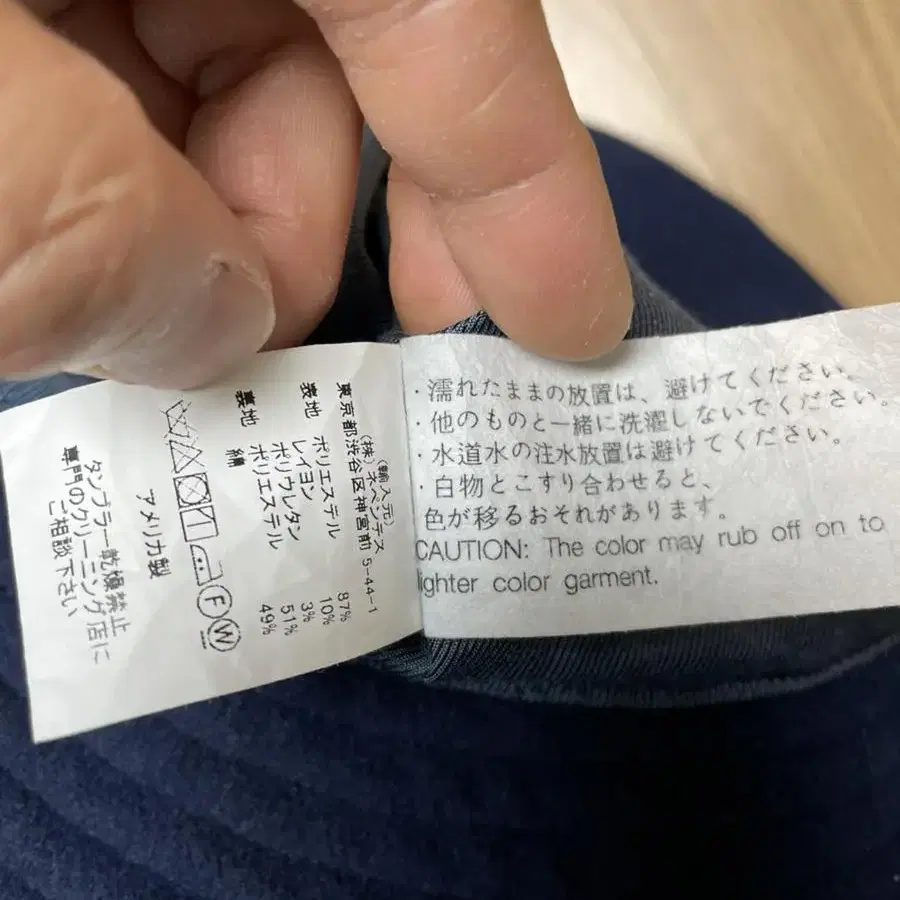 (輸入元)
(株)ネペンテス
東京都渋谷区神宮前 5-44-1
表地 ポリエステル 87%
レイヨン 10%
ポリウレタン 3%
裏地 ポリエステル 51%
綿 49%
F W
アメリカ製
タンブラー乾燥禁止
専門のクリーニング店に
ご相談下さい
・濡れたままの放置は、避けてください。
・他のものと一緒に洗濯しないでください。
・水道水の注水放置は避けてください。
・白物とこすり合わせると、
色が移るおそれがあります。
CAUTION: The color may rub off on to
lighter color garment.